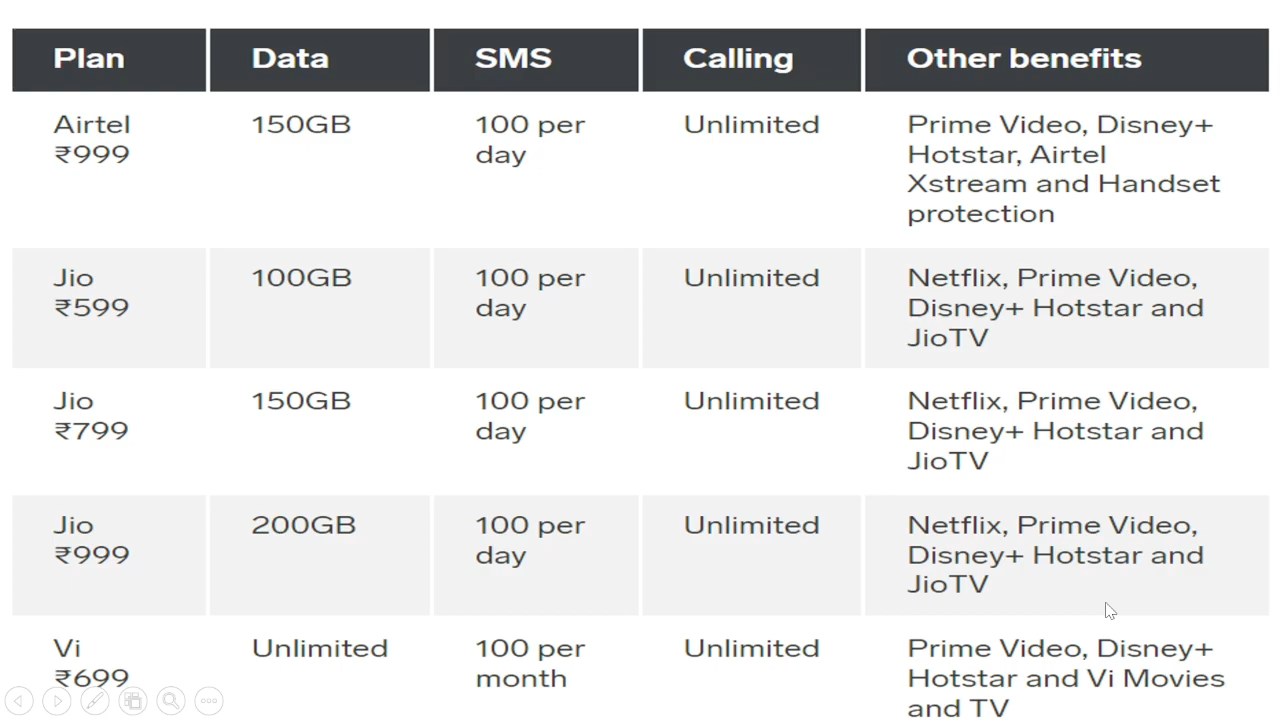 Plan Data SMS Calling Other benefits
Airtel 150GB 100 per Unlimited Prime Video, Disney+
₹999 day Hotstar, Airtel
Xstream and Handset
protection
Jio 100GB 100 per Unlimited Netflix, Prime Video,
₹599 day Disney+ Hotstar and
JioTV
Jio 150GB 100 per Unlimited Netflix, Prime Video,
₹799 day Disney+ Hotstar and
JioTV
Jio 200GB 100 per Unlimited Netflix, Prime Video,
₹999 day Disney+ Hotstar and
JioTV
Vi Unlimited 100 per Unlimited Prime Video, Disney+
₹699 month Hotstar and Vi Movies
and TV